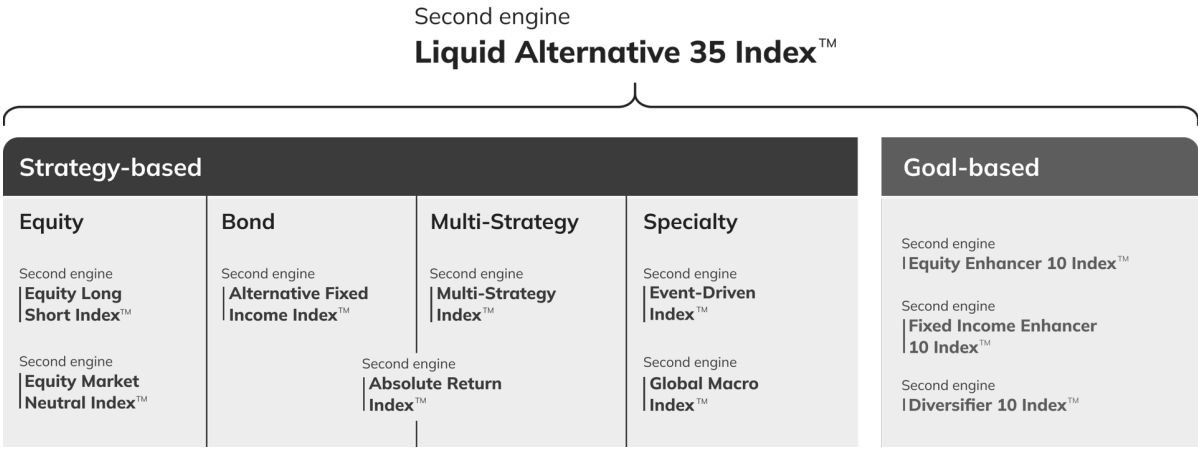 Second engine
Liquid Alternative 35 Index™
Strategy-based
Equity
Second engine
Equity Long
Short Index™
Second engine
Equity Market
Neutral Index™
Bond
Second engine
Alternative Fixed
Income Index™
Multi-Strategy
Second engine
Multi-Strategy
Index™
Second engine
Absolute Return
Index™
Specialty
Second engine
Event-Driven
Index™
Second engine
Global Macro
Index™
Goal-based
Second engine
Equity Enhancer 10 Index™
Second engine
Fixed Income Enhancer
10 Index™
Second engine
Diversifier 10 Index™